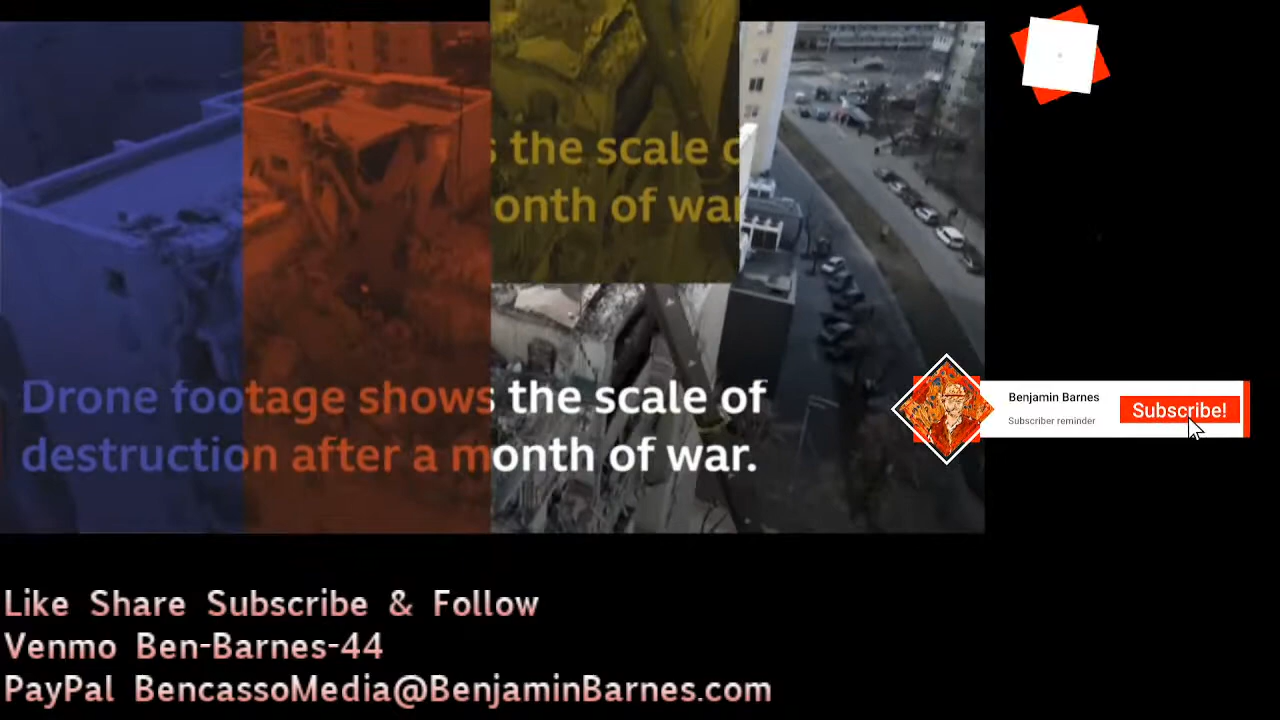 s the scale o
onth of war
Drone footage shows the scale of
destruction after a month of war.
Benjamin Barnes
Subscriber reminder
Subscribe!
Like Share Subscribe & Follow
Venmo Ben-Barnes-44
PayPal BencassoMedia@BenjaminBarnes.com